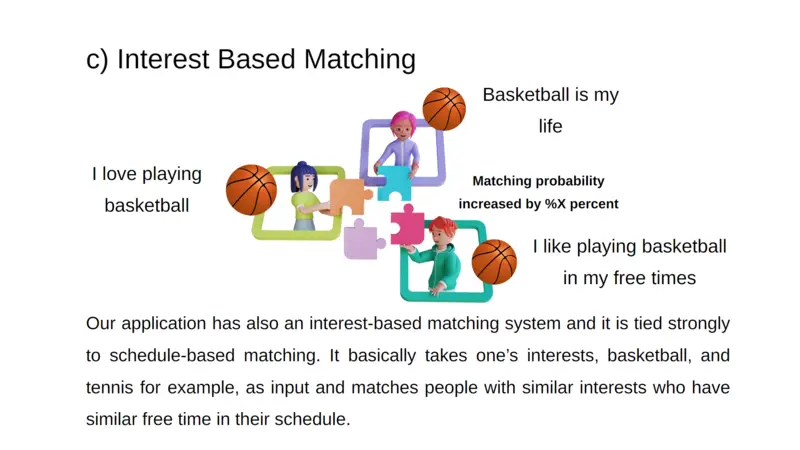 c) Interest Based Matching
Basketball is my
life
I love playing
basketball
Matching probability
increased by %X percent
I like playing basketball
in my free times
Our application has also an interest-based matching system and it is tied strongly
to schedule-based matching. It basically takes one’s interests, basketball, and
tennis for example, as input and matches people with similar interests who have
similar free time in their schedule.